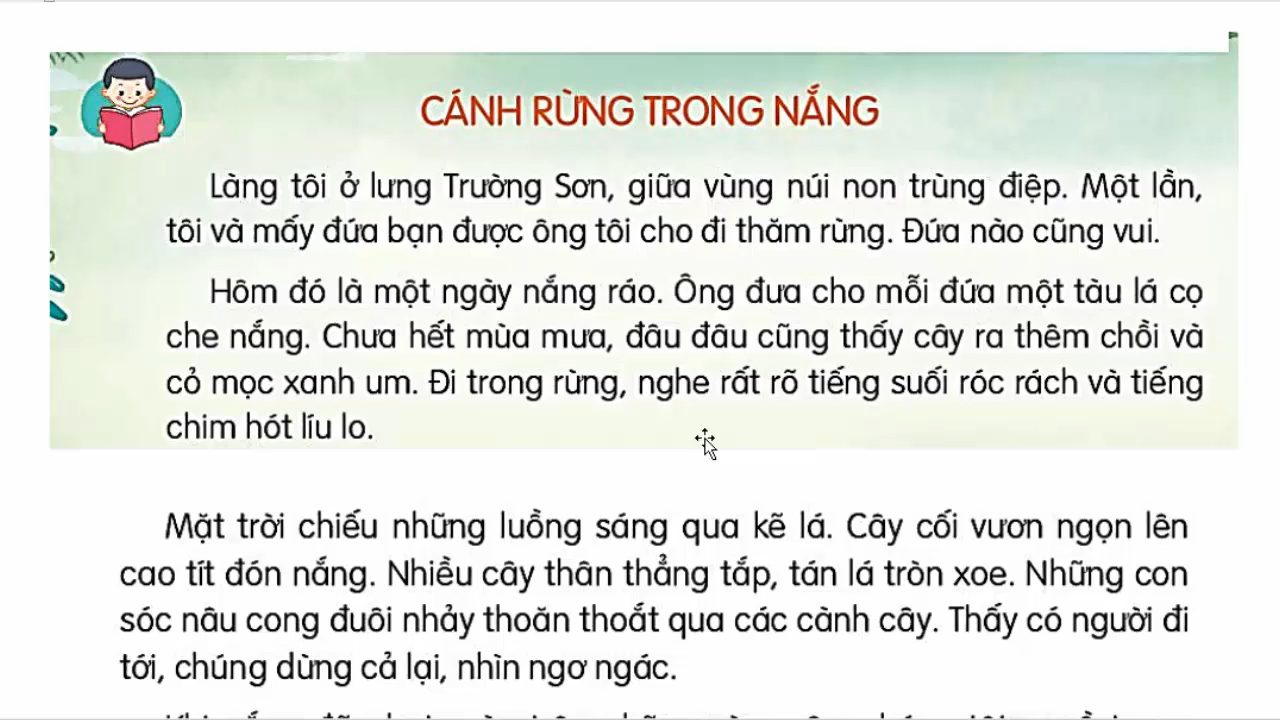 CÁNH RỪNG TRONG NẮNG
Làng tôi ở lưng Trường Sơn, giữa vùng núi non trùng điệp. Một lần,
tôi và mấy đứa bạn được ông tôi cho đi thăm rừng. Đứa nào cũng vui.
Hôm đó là một ngày nắng ráo. Ông đưa cho mỗi đứa một tàu lá cọ
che nắng. Chưa hết mùa mưa, đâu đâu cũng thấy cây ra thêm chồi và
cỏ mọc xanh um. Đi trong rừng, nghe rất rõ tiếng suối róc rách và tiếng
chim hót líu lo.
Mặt trời chiếu những luồng sáng qua kẽ lá. Cây cối vươn ngọn lên
cao tít đón nắng. Nhiều cây thân thẳng tắp, tán lá tròn xoe. Những con
sóc nâu cong đuôi nhảy thoăn thoắt qua các cành cây. Thấy có người đi
tới, chúng dừng cả lại, nhìn ngơ ngác.